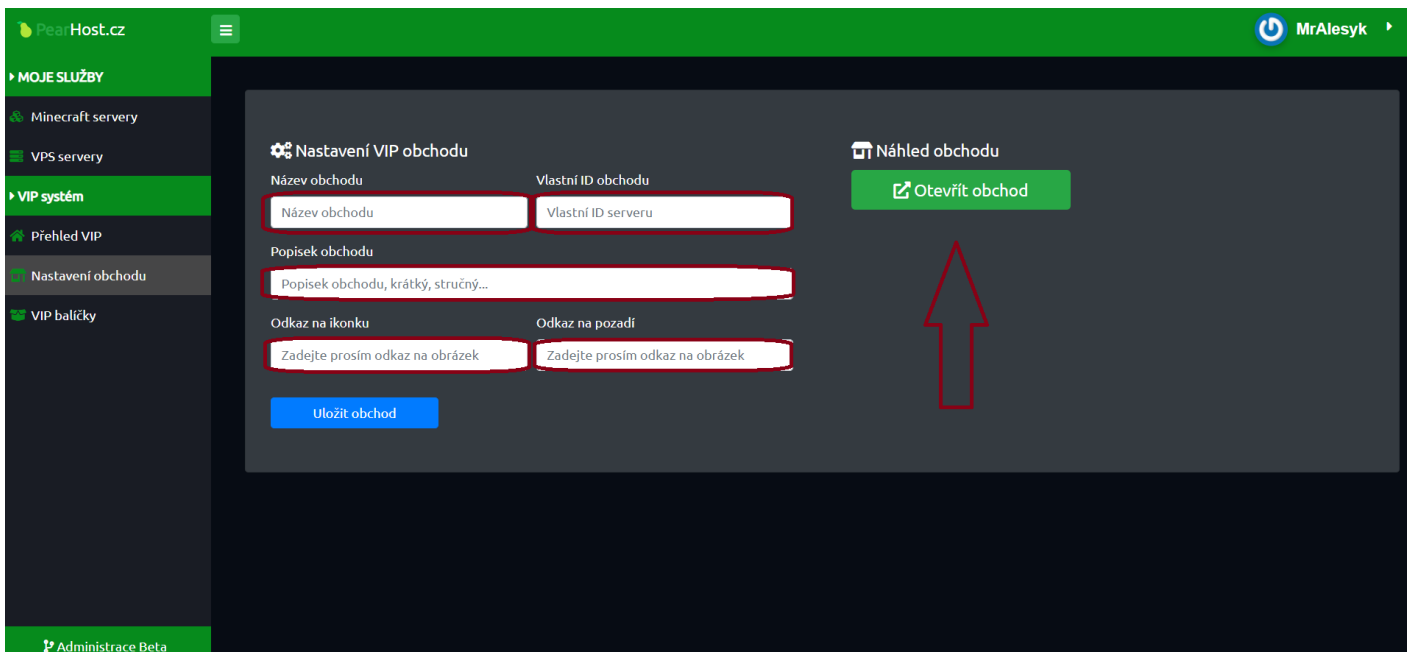 PearHost.cz
MrAlesyk
MOJE SLUŽBY
Minecraft servery
VPS servery
VIP systém
Přehled VIP
Nastavení obchodu
VIP balíčky
Administrace Beta
Nastavení VIP obchodu
Název obchodu Vlastní ID obchodu
Název obchodu Vlastní ID serveru
Popisek obchodu
Popisek obchodu, krátký, stručný...
Odkaz na ikonku Odkaz na pozadí
Zadejte prosím odkaz na obrázek Zadejte prosím odkaz na obrázek
Uložit obchod
Náhled obchodu
Otevřít obchod